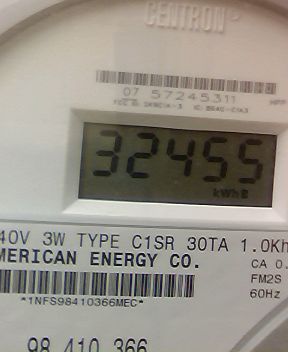 CENTRON®
07 57245311
32455
kWh
40V 3W TYPE C1SR 30TA 1.0Kh
MERICAN ENERGY CO.
CA 0.
FM2S
*1NFS98410366MEC*
60Hz
98 410 366